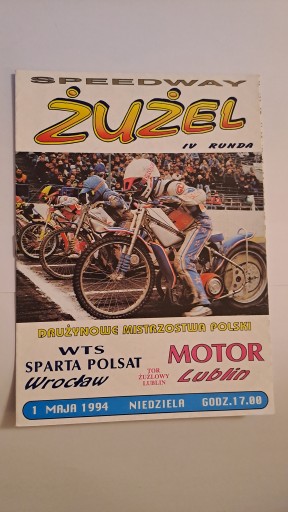 SPEEDWAY
ŻUŻEL
IV RUNDA
DRUŻYNOWE MISTRZOSTWA POLSKI
WTS
SPARTA POLSAT
Wrocław
MOTOR
Lublin
TOR
ŻUŻLOWY
LUBLIN
1 MAJA 1994 NIEDZIELA GODZ.17.00